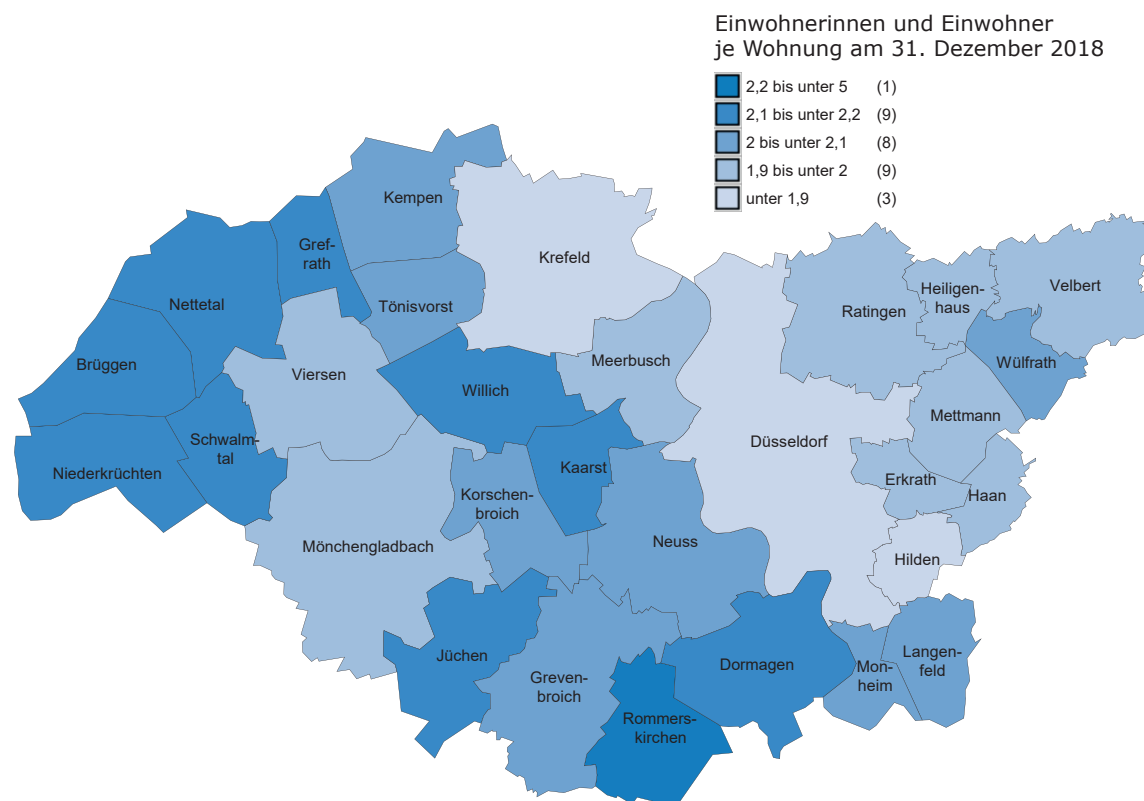 Einwohnerinnen und Einwohner
je Wohnung am 31. Dezember 2018
2,2 bis unter 5 (1)
2,1 bis unter 2,2 (9)
2 bis unter 2,1 (8)
1,9 bis unter 2 (9)
unter 1,9 (3)
Kempen
Gref-
rath
Krefeld
Nettetal
Tönisvorst
Ratingen
Heiligen-
haus
Velbert
Brüggen
Viersen
Willich
Meerbusch
Wülfrath
Mettmann
Schwalm-
tal
Niederkrüchten
Kaarst
Düsseldorf
Erkrath
Haan
Korschen-
broich
Mönchengladbach
Neuss
Hilden
Jüchen
Greven-
broich
Dormagen
Mon-
heim
Langen-
feld
Rommers-
kirchen